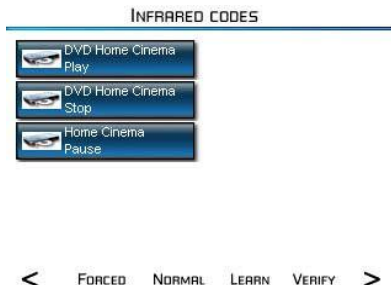 INFRARED CODES
DVD Home Cinema
Play
DVD Home Cinema
Stop
Home Cinema
Pause
< FORCED NORMAL LEARN VERIFY >